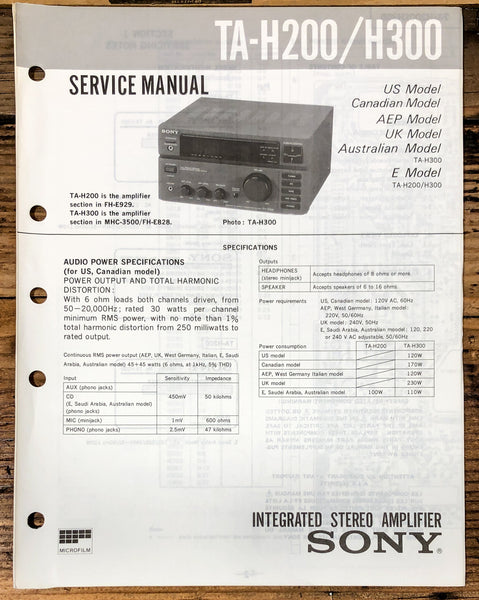 TA-H200/H300
SERVICE MANUAL
US Model
Canadian Model
AEP Model
UK Model
Australian Model
TA-H300
E Model
TA-H200/H300
SONY
TA-H200 is the amplifier
section in FH-E929.
TA-H300 is the amplifier
section in MHC-3500/FH-E828.
Photo : TA-H300
SPECIFICATIONS
AUDIO POWER SPECIFICATIONS
(for US, Canadian model)
POWER OUTPUT AND TOTAL HARMONIC
DISTORTION:
With 6 ohm loads both channels driven, from
50—20,000Hz; rated 30 watts per channel
minimum RMS power, with no more than 1%
total harmonic distortion from 250 milliwatts to
rated output.
Continuous RMS power output (AEP, UK, West Germany, Italian, E, Saudi
Arabia, Australian model) 45+45 watts (6 ohms, at 1kHz, 5% THD)
Input Sensitivity Impedance
AUX (phono jacks)
CD
(E, Saudi Arabia, Australian model)
(phono jacks) 450mV 50 kilohms
MIC (minijack) 1mV 600 ohms
PHONO (phono jacks) 2.5mV 47 kilohms
Outputs
HEADPHONES
(stereo minijack) Accepts headphones of 8 ohms or more.
SPEAKER Accepts speakers of 6 to 16 ohms.
Power requirements US, Canadian model: 120V AC, 60Hz
AEP, West Germany, Italian model:
220V, 50/60Hz
UK model: 240V, 50Hz
E, Saudi Arabia, Australian model: 120, 220
or 240 V AC adjustable, 50/60Hz
Power consumption TA-H200 TA-H300
US model 120W
Canadian model 170W
AEP, West Germany Italian model 120W
UK model 230W
E, Saudi Arabia, Australian model 100W 110W
INTEGRATED STEREO AMPLIFIER
SONY®
MICROFILM